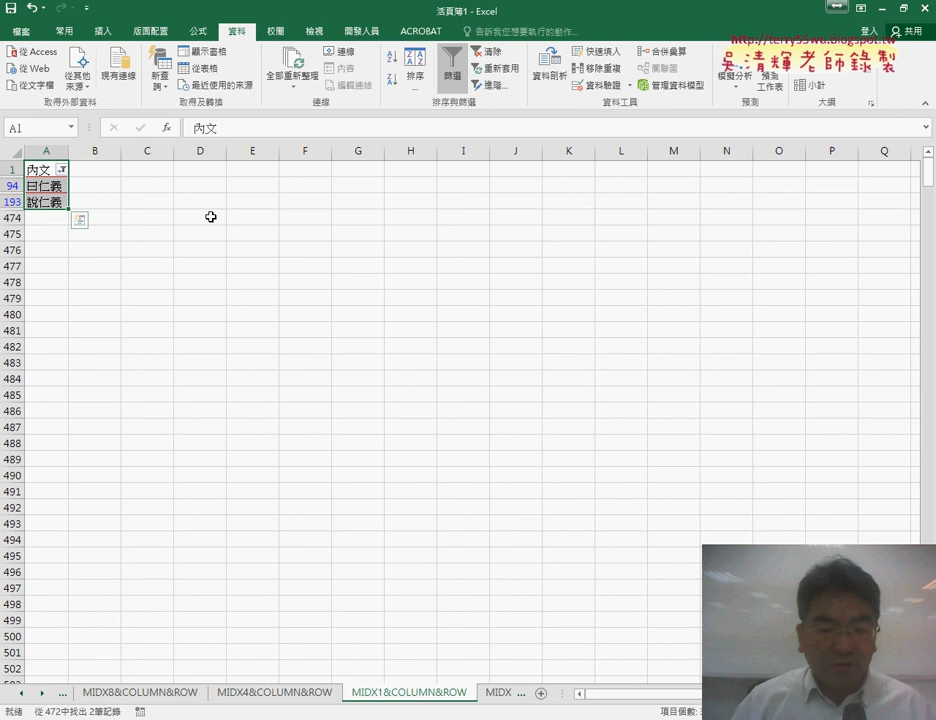 活頁簿1 - Excel
檔案 常用 插入 版面配置 公式 資料 校閱 檢視 開發人員 ACROBAT 告訴我您想要執行什麼動作... 登入 共用
http://terry55wu.blogspot.tw
吳清輝老師錄製
從 Access
從 Web
從文字檔
從其他來源
現有連線
取得外部資料
新查詢
顯示窗格
從表格
最近使用的來源
取得及轉換
全部重新整理
連線
內容
編輯連結
連線
排序
篩選
清除
重新套用
進階...
排序與篩選
資料剖析
快速填入
移除重複
資料驗證
合併彙算
關聯圖
管理資料模型
資料工具
模擬分析
預測工作表
預測
小計
大綱
A1 fx 內文
A B C D E F G H I J K L M N O P Q
1 內文
94 曰仁義
193 說仁義
474
475
476
477
478
479
480
481
482
483
484
485
486
487
488
489
490
491
492
493
494
495
496
497
498
499
500
501
502
... MIDX8&COLUMN&ROW MIDX4&COLUMN&ROW MIDX1&COLUMN&ROW MIDX ...
就緒 從 472中找出 2筆記錄 項目個數: